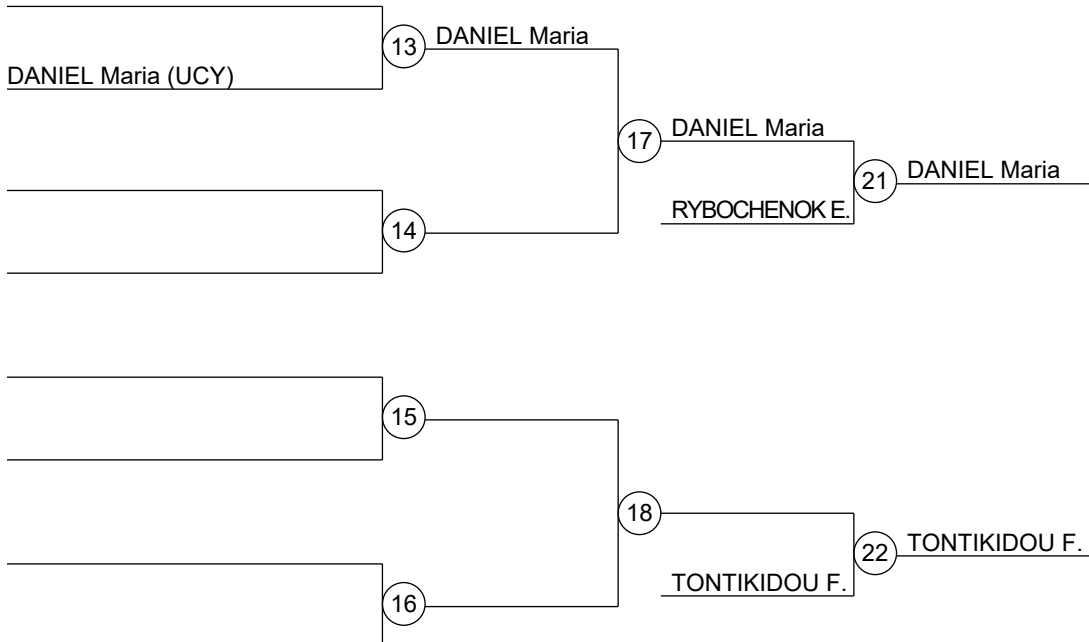 13 DANIEL Maria
DANIEL Maria (UCY)
17 DANIEL Maria
21 DANIEL Maria
RYBOCHENOK E.
14
15
18
22 TONTIKIDOU F.
TONTIKIDOU F.
16